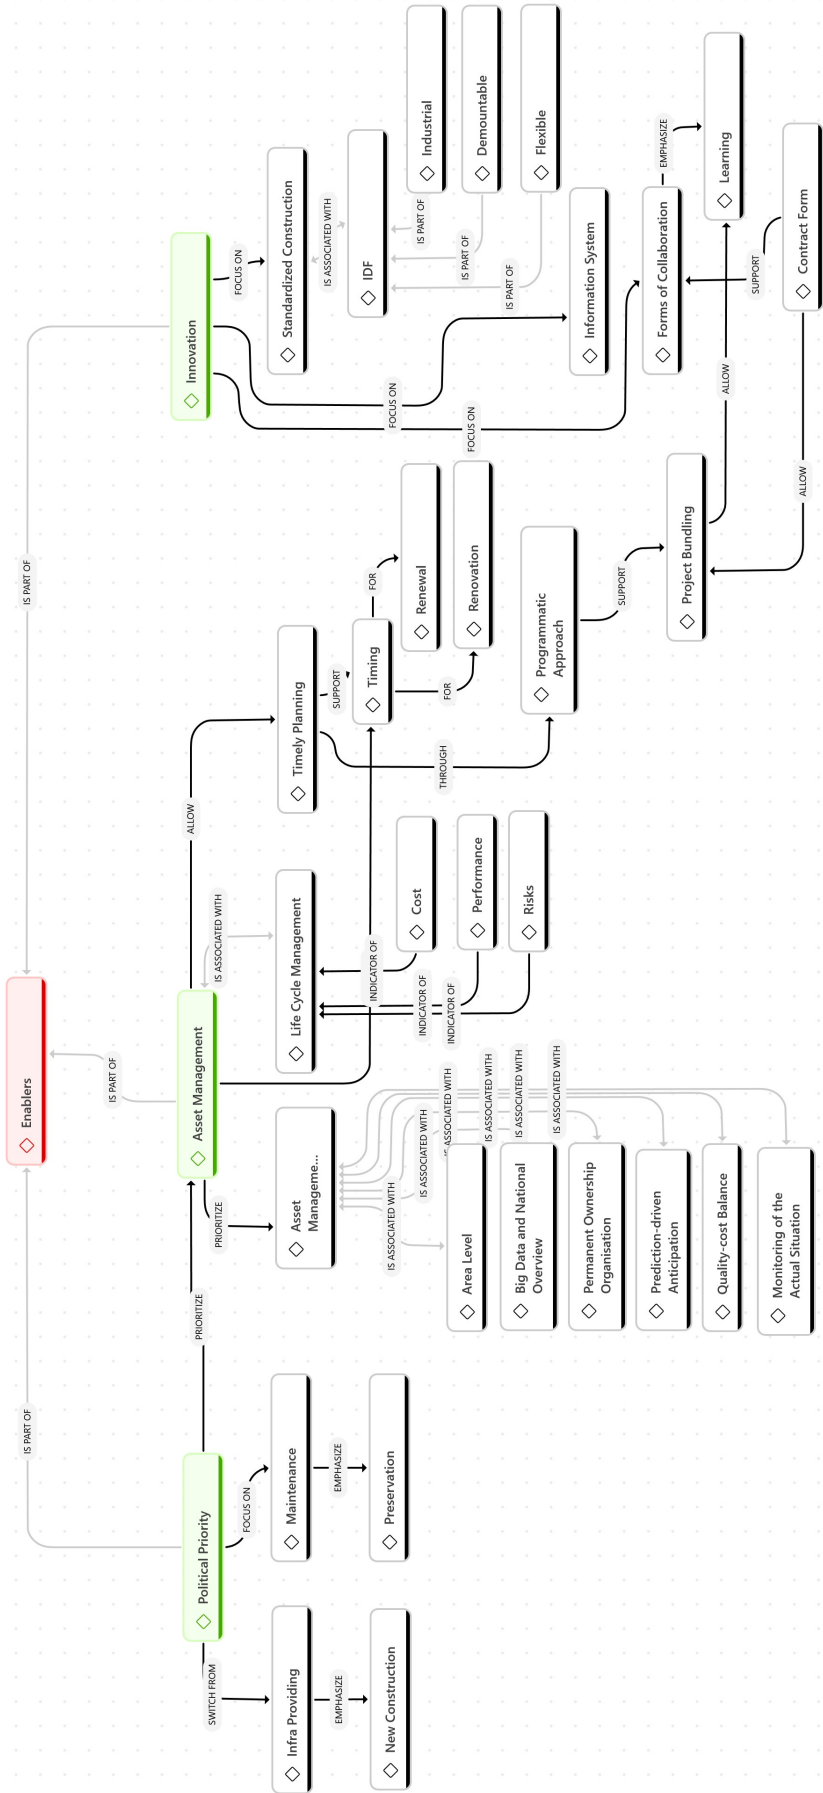 Enablers
IS PART OF
IS PART OF
IS PART OF
Political Priority
PRIORITIZE
Asset Management
Innovation
SWITCH FROM
FOCUS ON
PRIORITIZE
IS ASSOCIATED WITH
ALLOW
FOCUS ON
FOCUS ON
FOCUS ON
Infra Providing
Maintenance
Asset
Manageme...
Life Cycle Management
Timely Planning
Standardized Construction
EMPHASIZE
EMPHASIZE
SUPPORT
IS ASSOCIATED WITH
New Construction
Preservation
INDICATOR OF
INDICATOR OF
INDICATOR OF
Cost
Performance
Risks
Timing
FOR
FOR
Renewal
Renovation
THROUGH
Programmatic
Approach
IDF
IS PART OF
IS PART OF
IS PART OF
Industrial
Demountable
Flexible
IS ASSOCIATED WITH
IS ASSOCIATED WITH
IS ASSOCIATED WITH
IS ASSOCIATED WITH
IS ASSOCIATED WITH
IS ASSOCIATED WITH
Area Level
Big Data and National
Overview
Permanent Ownership
Organisation
Prediction-driven
Anticipation
Quality-cost Balance
Monitoring of the
Actual Situation
Information System
SUPPORT
Project Bundling
Forms of Collaboration
EMPHASIZE
Learning
ALLOW
SUPPORT
ALLOW
Contract Form